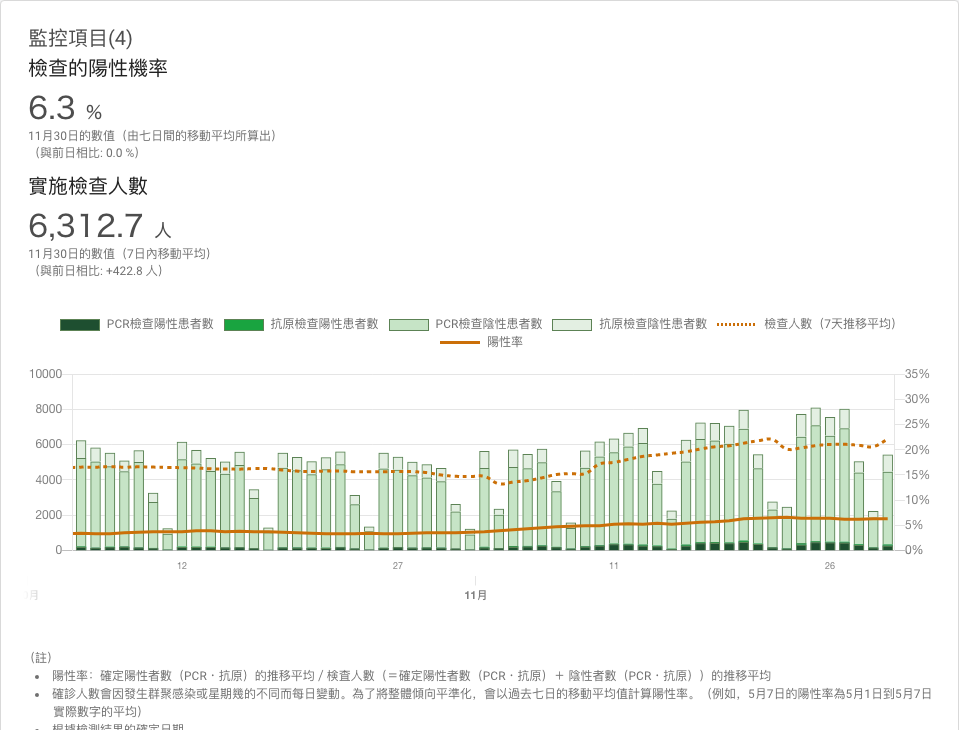 監控項目(4)
檢查的陽性機率
6.3 %
11月30日的數值（由七日間的移動平均所算出）
（與前日相比: 0.0 %）
實施檢查人數
6,312.7 人
11月30日的數值（7日內移動平均）
（與前日相比: +422.8 人）
PCR檢查陽性患者數 抗原檢查陽性患者數 PCR檢查陰性患者數 抗原檢查陰性患者數 檢查人數（7天推移平均）
陽性率
10000 35%
30%
8000
25%
6000 20%
4000 15%
10%
2000
5%
0 0%
12 27 11 26
月 11月
（註）
• 陽性率：確定陽性者數（PCR・抗原）的推移平均 / 檢查人數（＝確定陽性者數（PCR・抗原）＋ 陰性者數（PCR・抗原））的推移平均
• 確診人數會因發生群聚感染或星期幾的不同而每日變動。為了將整體傾向平準化，會以過去七日的移動平均值計算陽性率。（例如，5月7日的陽性率為5月1日到5月7日
實際數字的平均）
• 根據檢測結果的確定日期